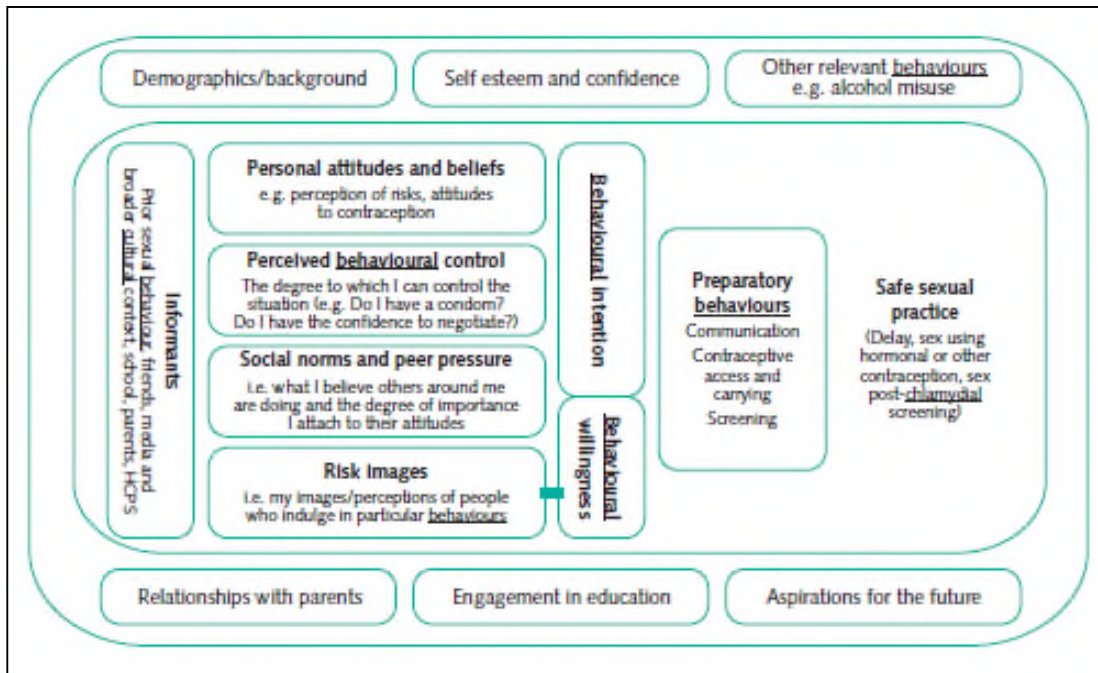 Demographics/background
Self esteem and confidence
Other relevant behaviours
e.g. alcohol misuse
Informants
Prior sexual behaviour, friends, media and
broader cultural context, school, parents, HCPS
Personal attitudes and beliefs
e.g. perception of risks, attitudes
to contraception
Perceived behavioural control
The degree to which I can control the
situation (e.g. Do I have a condom?
Do I have the confidence to negotiate?)
Social norms and peer pressure
i.e. what I believe others around me
are doing and the degree of importance
I attach to their attitudes
Risk images
i.e. my images/perceptions of people
who indulge in particular behaviours
Behavioural intention
Behavioural
willingness
Preparatory
behaviours
Communication
Contraceptive
access and
carrying
Screening
Safe sexual
practice
(Delay, sex using
hormonal or other
contraception, sex
post-chlamydial
screening)
Relationships with parents
Engagement in education
Aspirations for the future